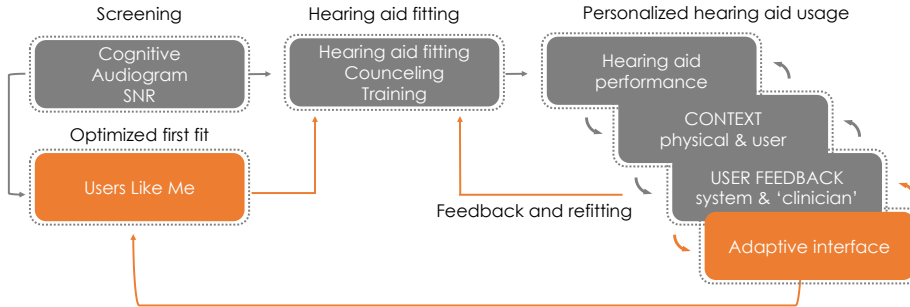 Screening
Cognitive
Audiogram
SNR
Optimized first fit
Users Like Me
Hearing aid fitting
Hearing aid fitting
Counceling
Training
Feedback and refitting
Personalized hearing aid usage
Hearing aid
performance
CONTEXT
physical & user
USER FEEDBACK
system & ‘clinician’
Adaptive interface